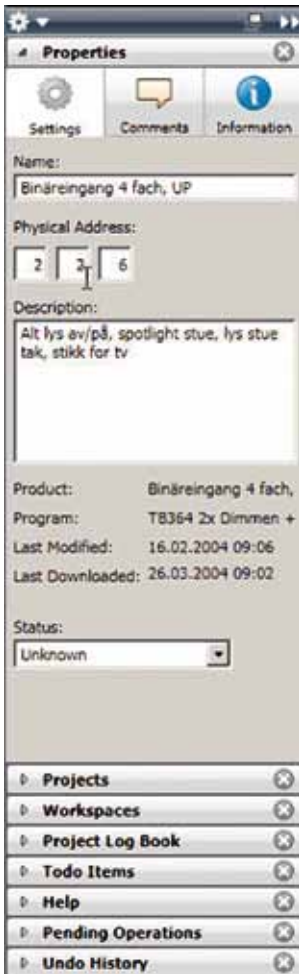 Properties
Settings Comments Information
Name:
Binäreingang 4 fach, UP
Physical Address:
2 6
Description:
Alt lys av/på, spotlight stue, lys stue
tak, stikk for tv
Product: Binäreingang 4 fach,
Program: T8364 2x Dimmen +
Last Modified: 16.02.2004 09:06
Last Downloaded: 26.03.2004 09:02
Status:
Unknown
Projects
Workspaces
Project Log Book
Todo Items
Help
Pending Operations
Undo History